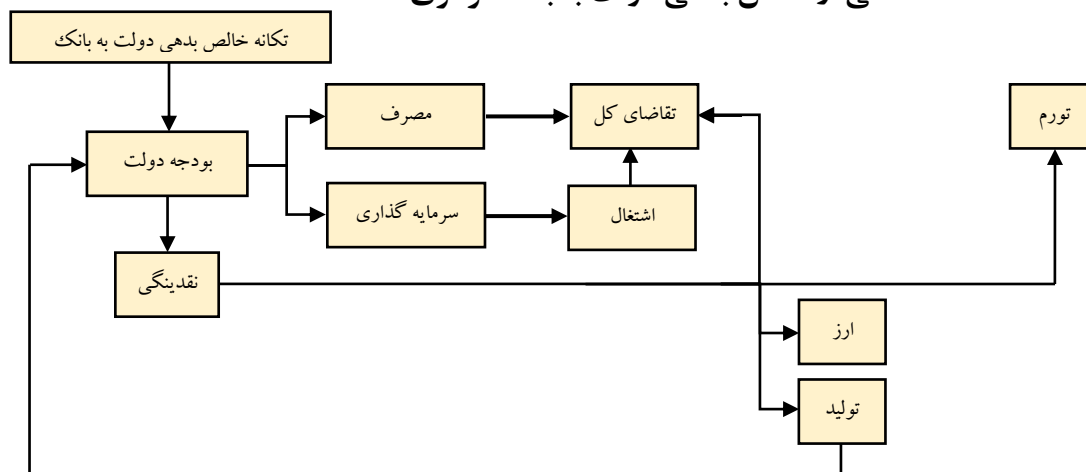 تکانه خالص بدهی دولت به بانک
مصرف
تقاضای کل
تورم
بودجه دولت
سرمایه گذاری
اشتغال
نقدینگی
ارز
تولید